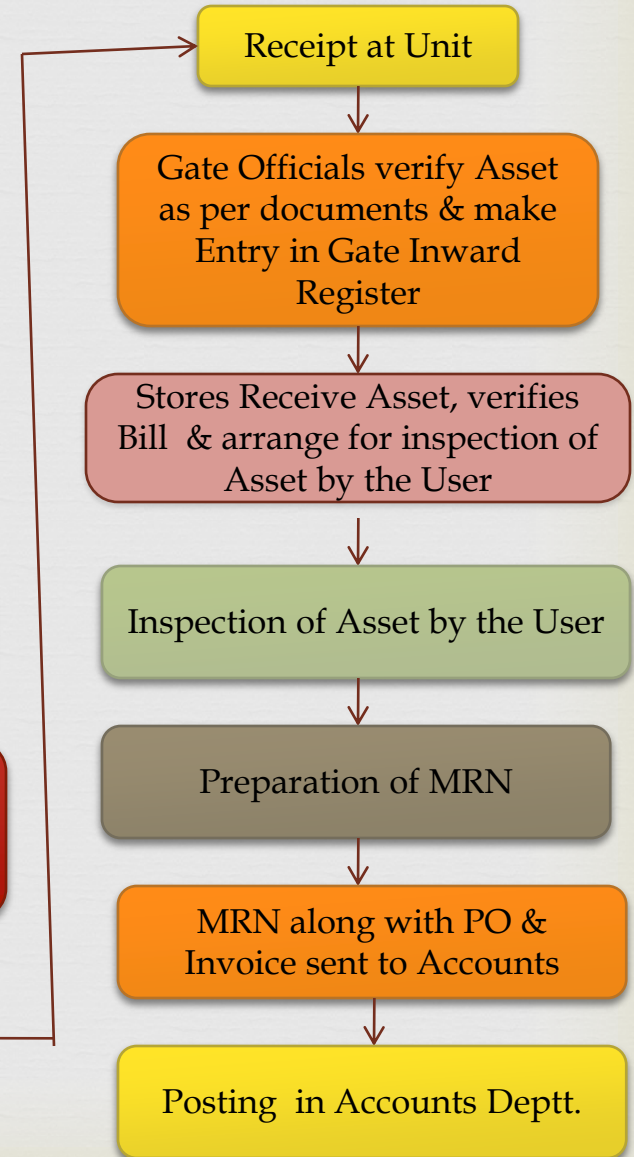 Receipt at Unit
Gate Officials verify Asset
as per documents & make
Entry in Gate Inward
Register
Stores Receive Asset, verifies
Bill & arrange for inspection of
Asset by the User
Inspection of Asset by the User
Preparation of MRN
MRN along with PO &
Invoice sent to Accounts
Posting in Accounts Deptt.